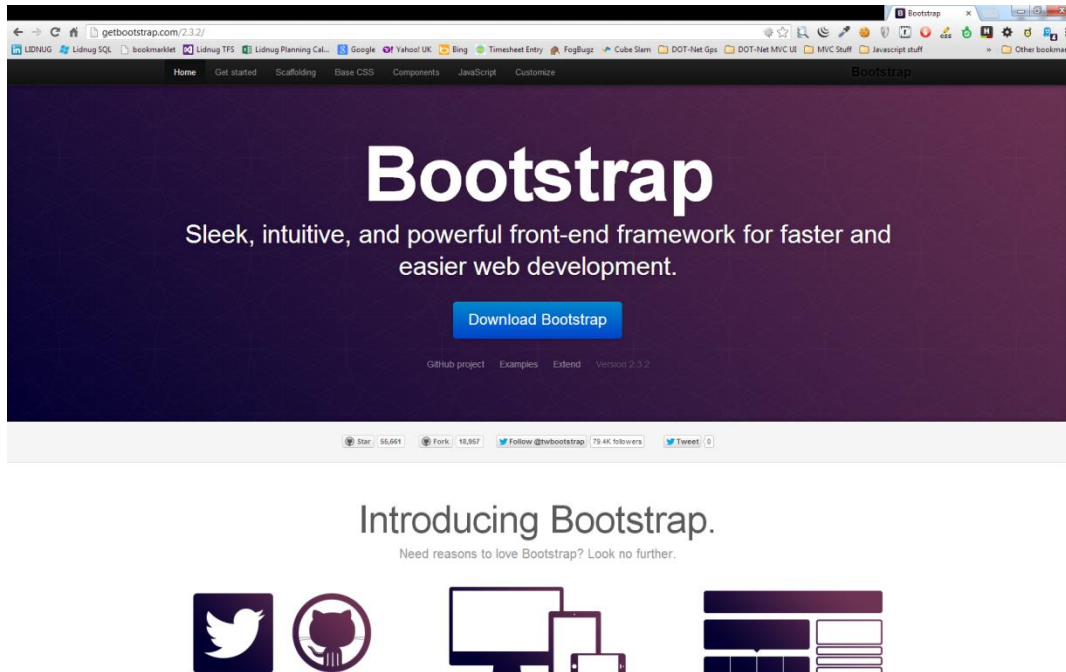 Bootstrap
getbootstrap.com/2.3.2/
LIDNUG Lidnug SQL bookmarklet Lidnug TFS Lidnug Planning Cal... Google Yahoo! UK Bing Timesheet Entry FogBugz Cube Slam DOT-Net Gps DOT-Net MVC UI MVC Stuff Javascript stuff » Other bookmar
Home Get started Scaffolding Base CSS Components JavaScript Customize Bootstrap
Bootstrap
Sleek, intuitive, and powerful front-end framework for faster and
easier web development.
Download Bootstrap
GitHub project Examples Extend Version 2.3.2
Star 55,661 Fork 18,957 Follow @twbootstrap 79.4K followers Tweet 0
Introducing Bootstrap.
Need reasons to love Bootstrap? Look no further.